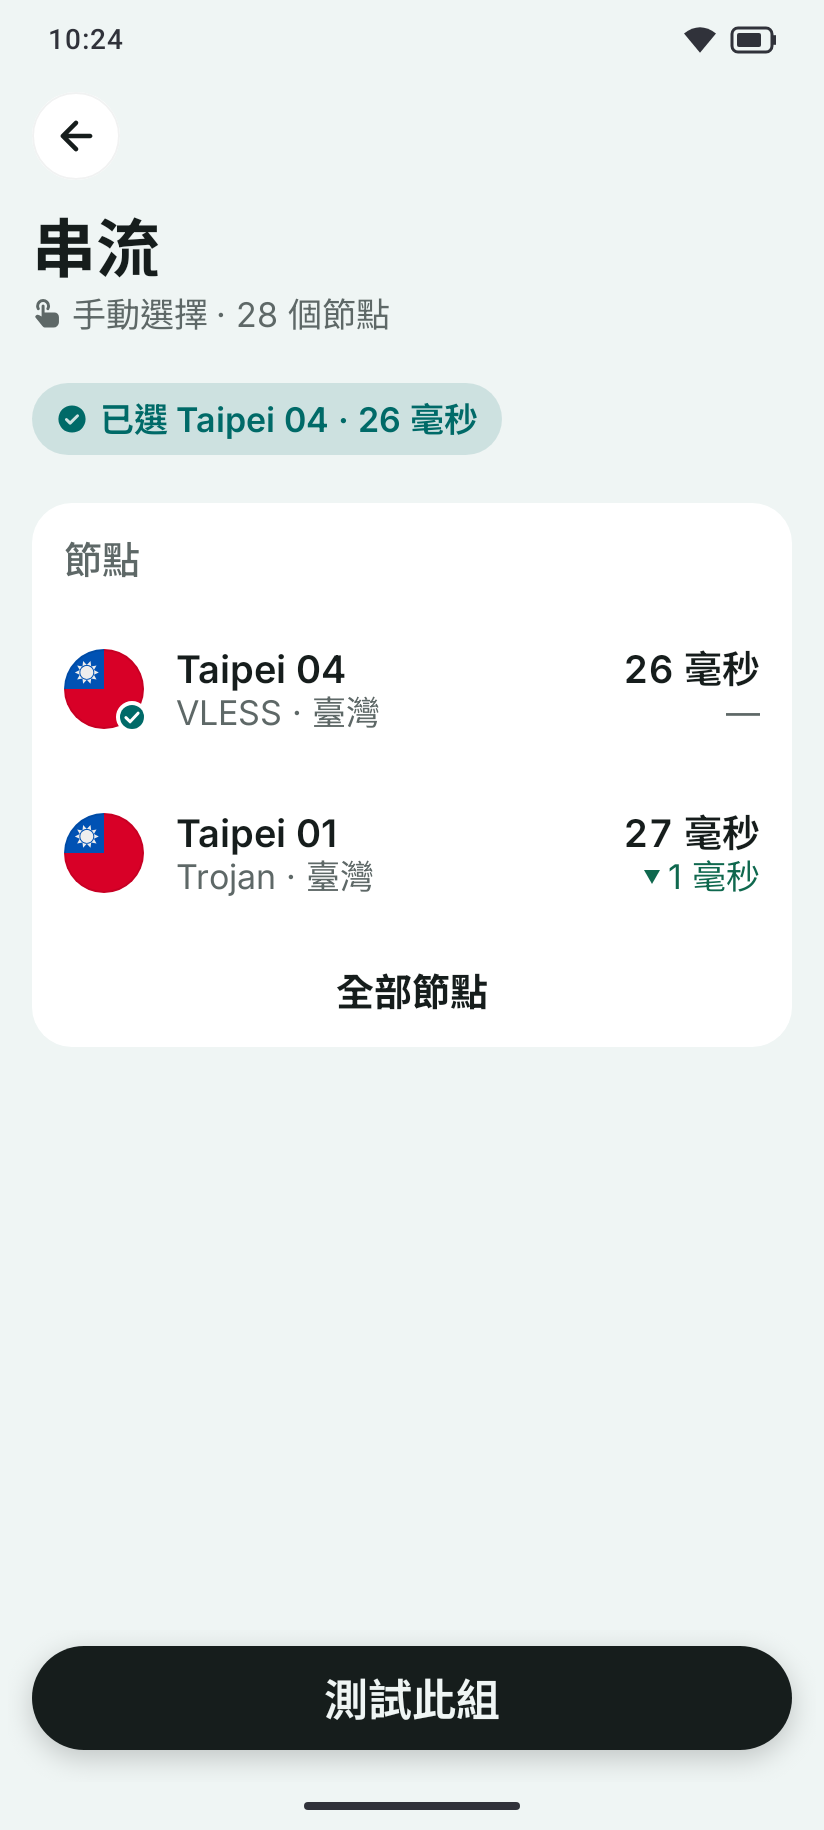 10:24
串流
手動選擇 · 28 個節點
已選 Taipei 04 · 26 毫秒
節點
Taipei 04
26 毫秒
VLESS · 臺灣
—
Taipei 01
27 毫秒
Trojan · 臺灣
▼1 毫秒
全部節點
測試此組